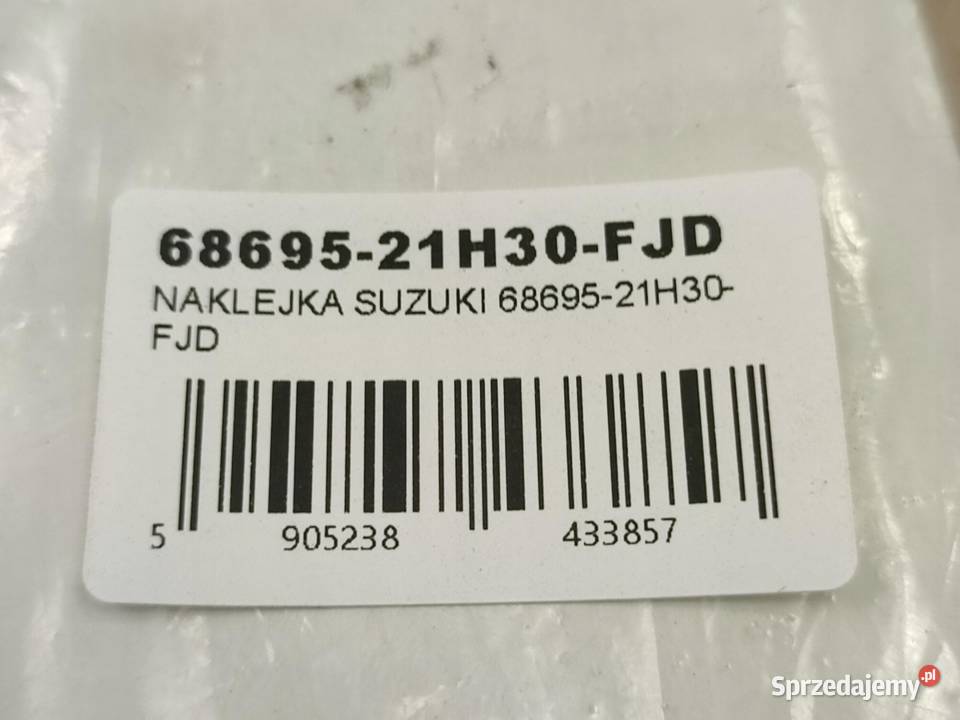 68695-21H30-FJD
NAKLEJKA SUZUKI 68695-21H30-
FJD
5 905238 433857
Sprzedajemy.pl